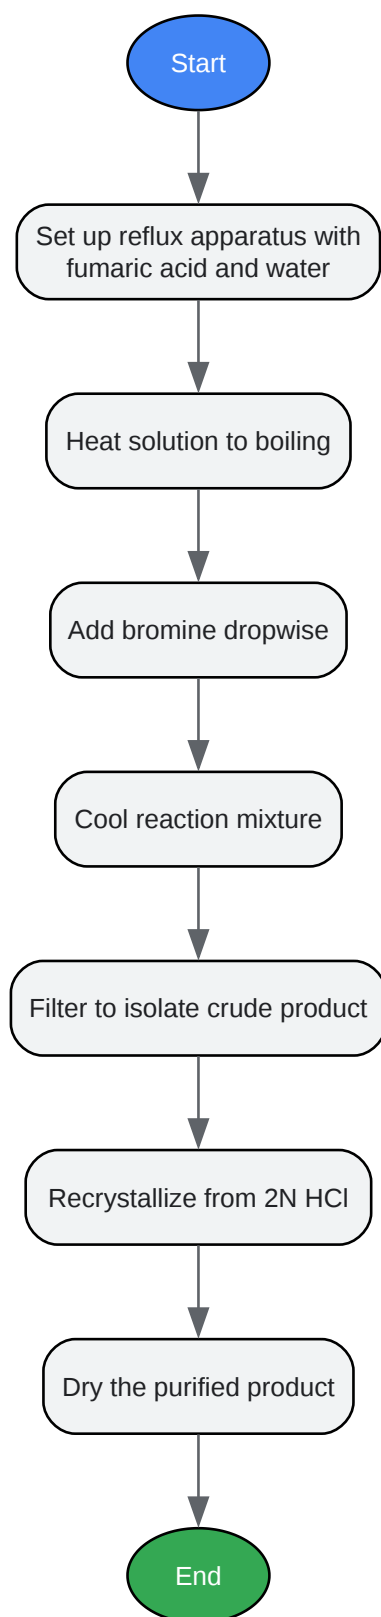 Start
Set up reflux apparatus with
fumaric acid and water
Heat solution to boiling
Add bromine dropwise
Cool reaction mixture
Filter to isolate crude product
Recrystallize from 2N HCl
Dry the purified product
End